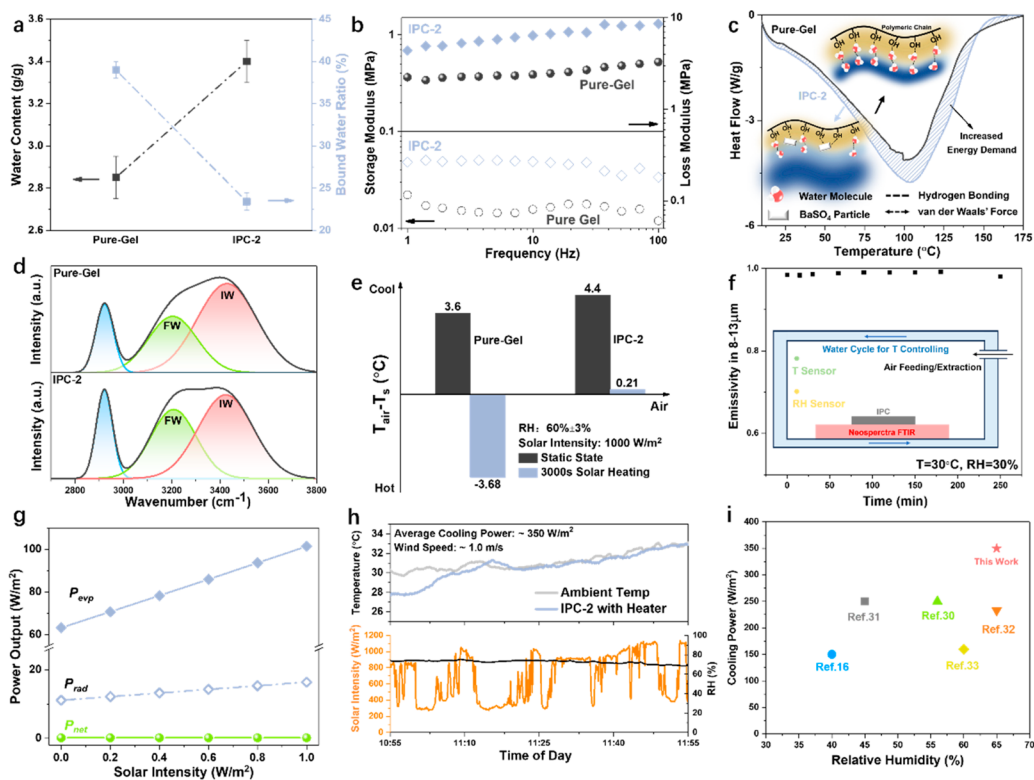 a
Water Content (g/g)
3.6
3.4
3.2
3.0
2.8
2.6
Pure-Gel
IPC-2
45
40
35
30
25
20
Bound Water Ratio (%)
b
Storage Modulus (MPa)
1
0.1
0.01
IPC-2
Pure-Gel
IPC-2
Pure Gel
1
10
100
Frequency (Hz)
10
1
0.1
Loss Modulus (MPa)
c
Heat Flow (W/g)
0
-3
-6
Pure-Gel
Polymeric Chain
OH OH OH OH OH
IPC-2
OH OH OH OH OH
Increased
Energy Demand
Water Molecule
Hydrogen Bonding
BaSO4 Particle
van der Waals' Force
25 50 75 100 125 150 175
Temperature (°C)
d
Pure-Gel
Intensity (a.u.)
FW
IW
IPC-2
Intensity (a.u.)
FW
IW
2800 3000 3200 3400 3600 3800
Wavenumber (cm-1)
e
Cool
Tair-Ts (°C)
Hot
3.6
Pure-Gel
-3.68
4.4
IPC-2
0.21
Air
RH: 60%±3%
Solar Intensity: 1000 W/m2
Static State
3000s Solar Heating
f
Emissivity in 8-13μm
1.0
0.8
0.6
Water Cycle for T Controlling
Air Feeding/Extraction
T Sensor
RH Sensor
IPC
Neosperctra FTIR
T=30°C, RH=30%
0 50 100 150 200 250
Time (min)
g
Power Output (W/m2)
100
80
60
20
0
Pevp
Prad
Pnet
0.0 0.2 0.4 0.6 0.8 1.0
Solar Intensity (W/m2)
h
Temperature (°C)
34
32
30
28
26
Average Cooling Power: ~ 350 W/m2
Wind Speed: ~ 1.0 m/s
Ambient Temp
IPC-2 with Heater
Solar Intensity (W/m2)
1200
1000
800
600
400
200
0
100
80
60
40
20
0
RH (%)
10:55 11:10 11:25 11:40 11:55
Time of Day
i
Cooling Power (W/m2)
400
350
300
250
200
150
100
50
0
This Work
Ref.31
Ref.30
Ref.32
Ref.16
Ref.33
30 35 40 45 50 55 60 65 70
Relative Humidity (%)